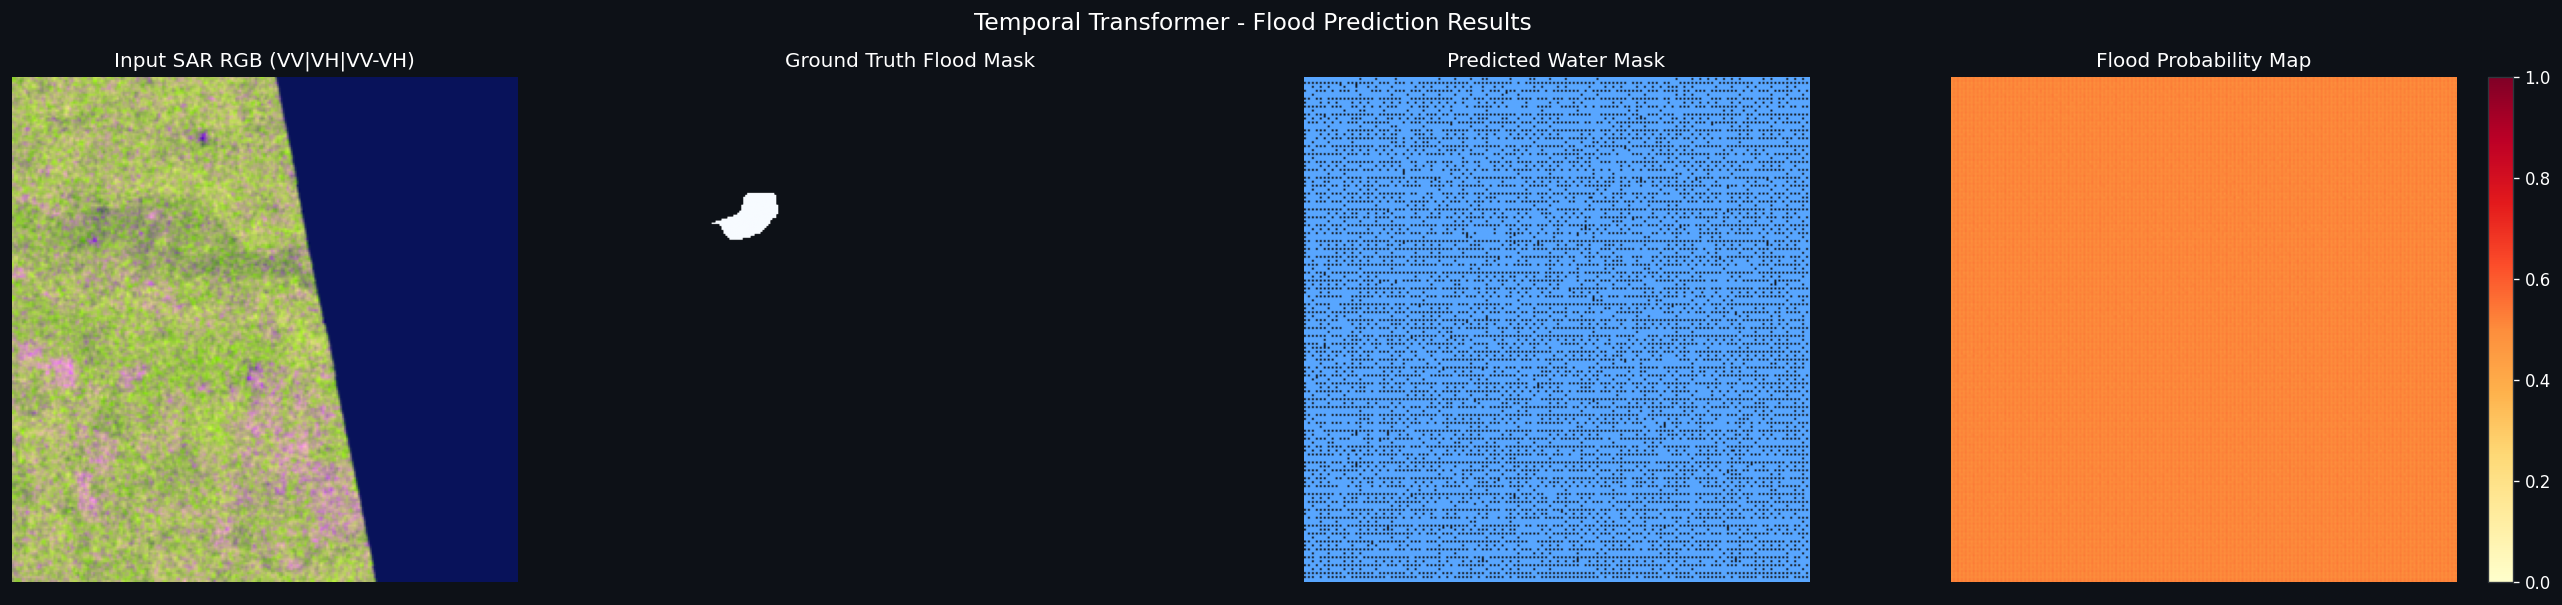 Temporal Transformer - Flood Prediction Results
Input SAR RGB (VV|VH|VV-VH)
Ground Truth Flood Mask
Predicted Water Mask
Flood Probability Map
1.0
0.8
0.6
0.4
0.2
0.0